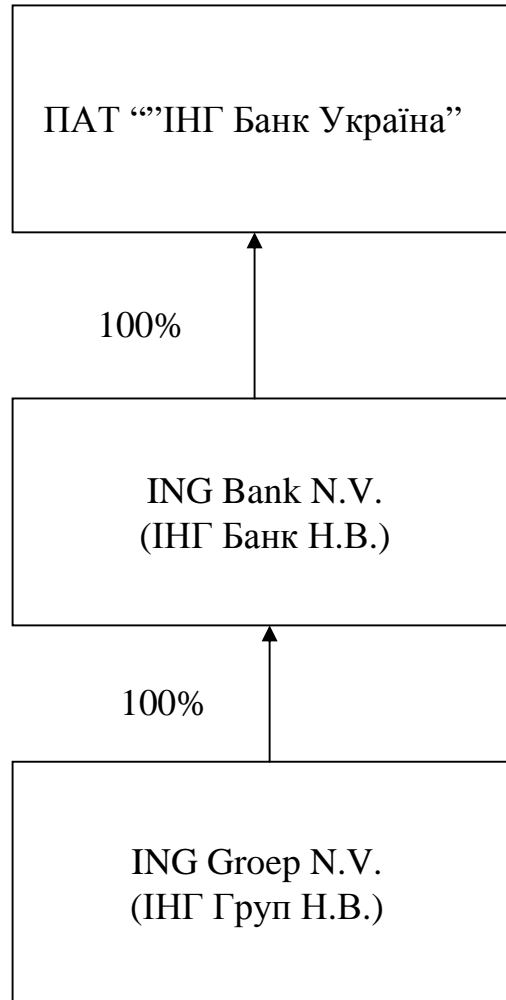 ПАТ “”ІНГ Банк Україна”
100%
ING Bank N.V.
(ІНГ Банк Н.В.)
100%
ING Groep N.V.
(ІНГ Груп Н.В.)